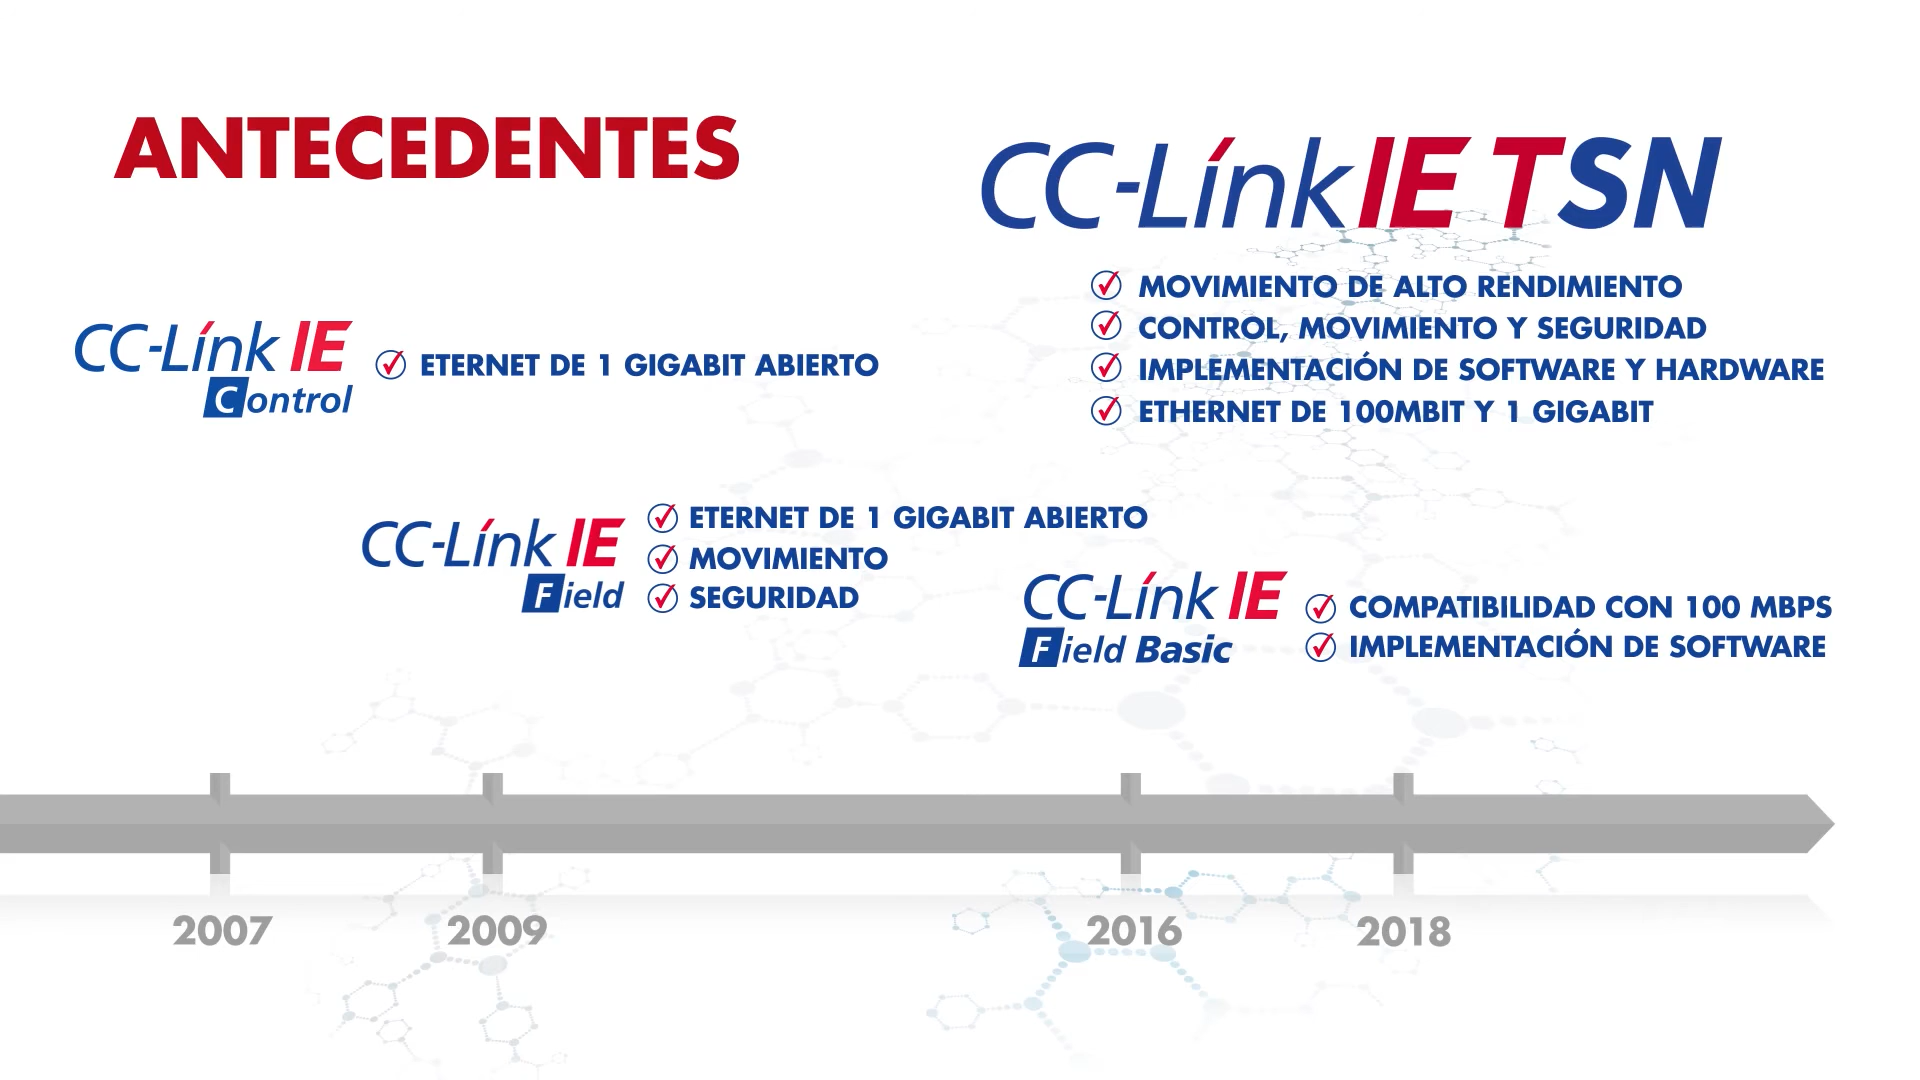 ANTECEDENTES
CC-Link IE TSN
MOVIMIENTO DE ALTO RENDIMIENTO
CONTROL, MOVIMIENTO Y SEGURIDAD
IMPLEMENTACIÓN DE SOFTWARE Y HARDWARE
ETHERNET DE 100MBIT Y 1 GIGABIT
CC-Link IE
Control
ETERNET DE 1 GIGABIT ABIERTO
CC-Link IE
Field
ETERNET DE 1 GIGABIT ABIERTO
MOVIMIENTO
SEGURIDAD
CC-Link IE
Field Basic
COMPATIBILIDAD CON 100 MBPS
IMPLEMENTACIÓN DE SOFTWARE
2007
2009
2016
2018